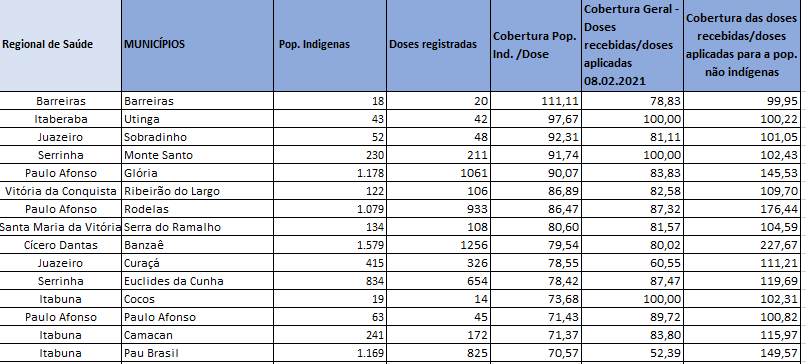 Regional de Saúde MUNICÍPIOS Pop. Indigenas Doses registradas Cobertura Pop. Ind. /Dose Cobertura Geral - Doses recebidas/doses aplicadas 08.02.2021 Cobertura das doses recebidas/doses aplicadas para a pop. não indígenas
Barreiras Barreiras 18 20 111,11 78,83 99,95
Itaberaba Utinga 43 42 97,67 100,00 100,22
Juazeiro Sobradinho 52 48 92,31 81,11 101,05
Serrinha Monte Santo 230 211 91,74 100,00 102,43
Paulo Afonso Glória 1.178 1061 90,07 83,83 145,53
Vitória da Conquista Ribeirão do Largo 122 106 86,89 82,58 109,70
Paulo Afonso Rodelas 1.079 933 86,47 87,32 176,44
Santa Maria da Vitória Serra do Ramalho 134 108 80,60 81,57 104,59
Cícero Dantas Banzaê 1.579 1256 79,54 80,02 227,67
Juazeiro Curaçá 415 326 78,55 60,55 111,21
Serrinha Euclides da Cunha 834 654 78,42 87,47 119,69
Itabuna Cocos 19 14 73,68 100,00 102,31
Paulo Afonso Paulo Afonso 63 45 71,43 89,72 100,82
Itabuna Camacan 241 172 71,37 83,80 115,97
Itabuna Pau Brasil 1.169 825 70,57 52,39 149,57